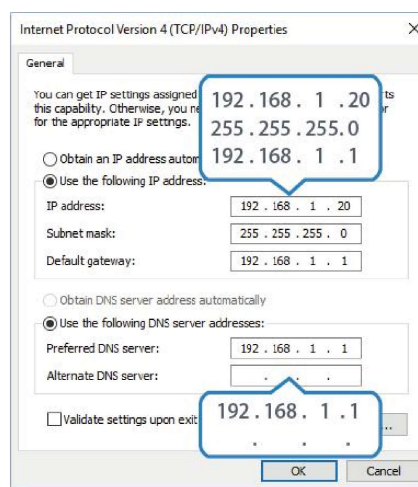 Internet Protocol Version 4 (TCP/IPv4) Properties
General
You can get IP settings assigned
this capability. Otherwise, you
for the appropriate IP settings.
192.168. 1 .20
255.255.255.0
192.168. 1 .1
Obtain an IP address
Use the following IP address:
IP address: 192 . 168 . 1 . 20
Subnet mask: 255 . 255 . 255 . 0
Default gateway: 192 . 168 . 1 . 1
Obtain DNS server address automatically
Use the following DNS server addresses:
Preferred DNS server: 192 . 168 . 1 . 1
Alternate DNS server: . . .
192.168. 1 .1
. . .
Validate settings upon exit
...
OK Cancel